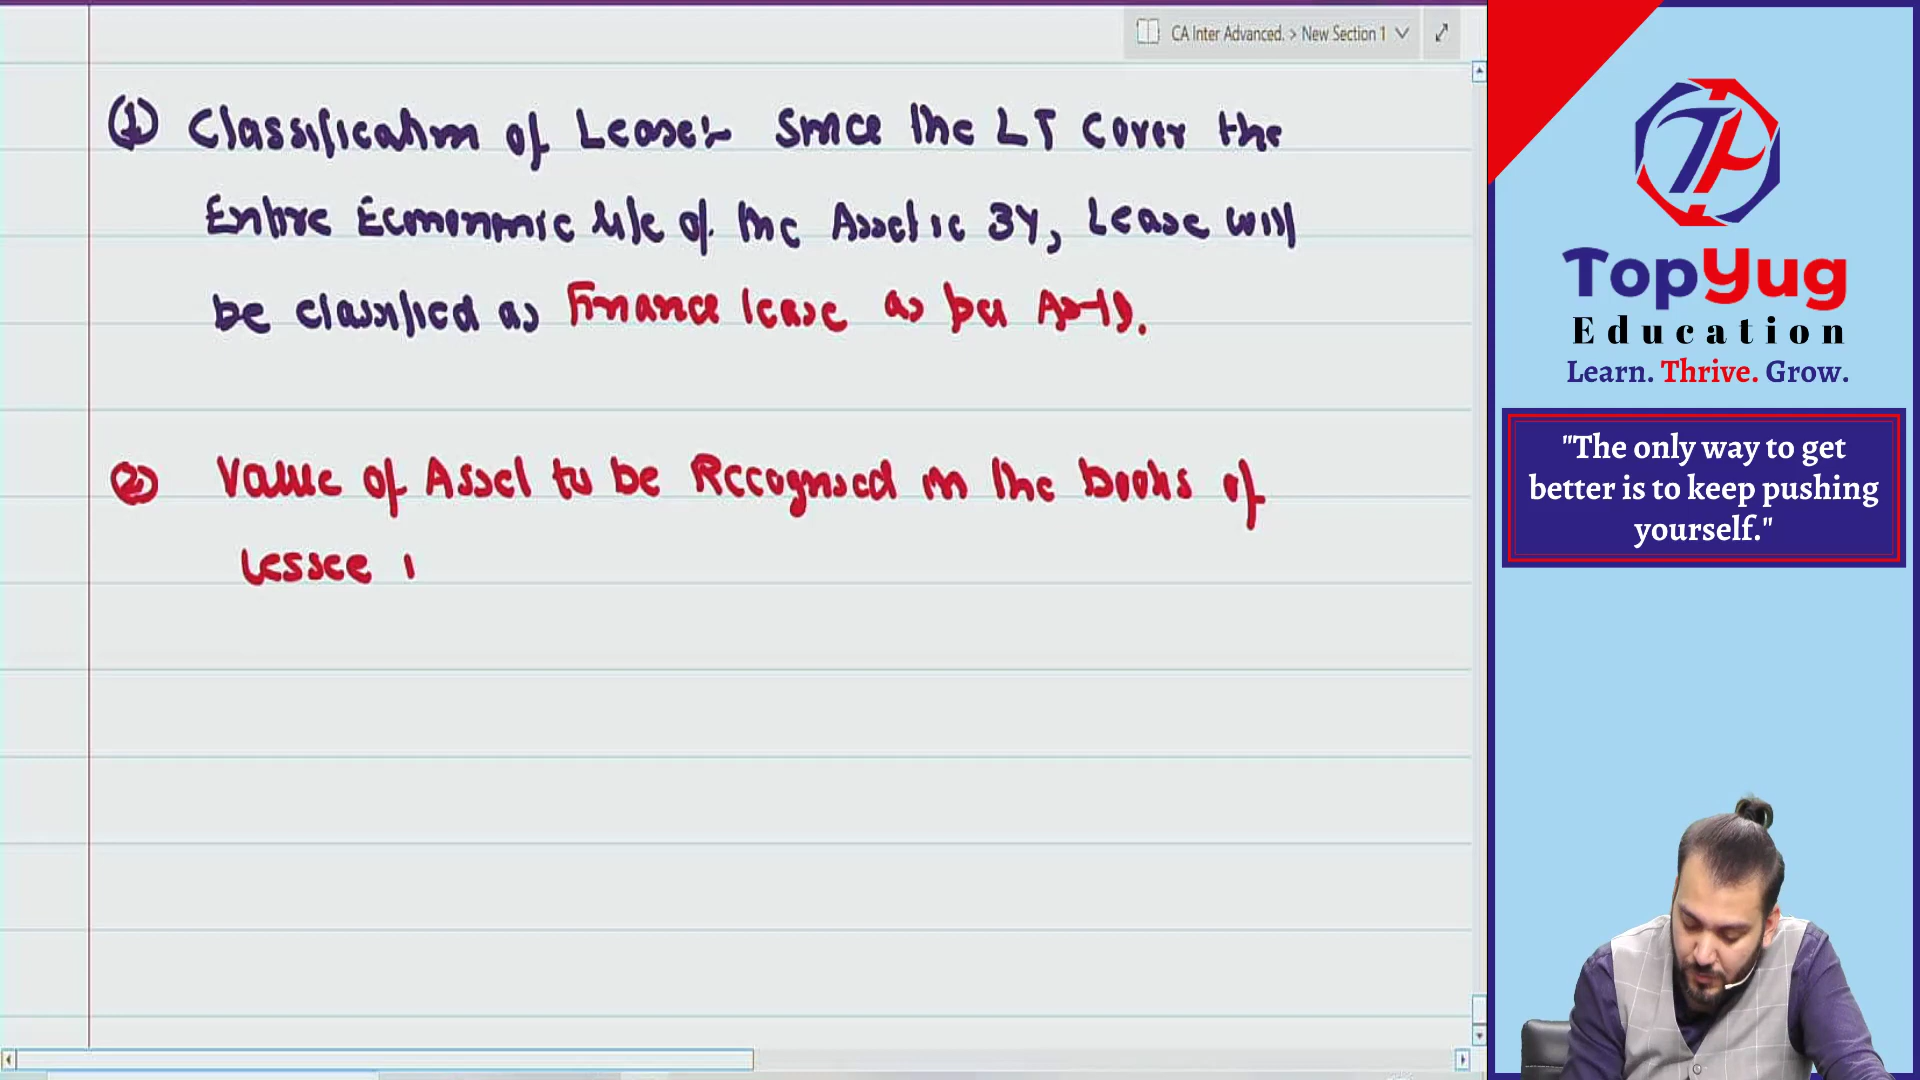 CA Inter Advanced. > New Section 1
(1) Classification of Lease:- Since the LT cover the
Entire Econonmic life of the Asset ie 3Y, Lease will
be classified as Finance lease as per AS-19.
(2) Value of Asset to be Recognised in the books of
Lessee
TopYug
Education
Learn. Thrive. Grow.
"The only way to get
better is to keep pushing
yourself."